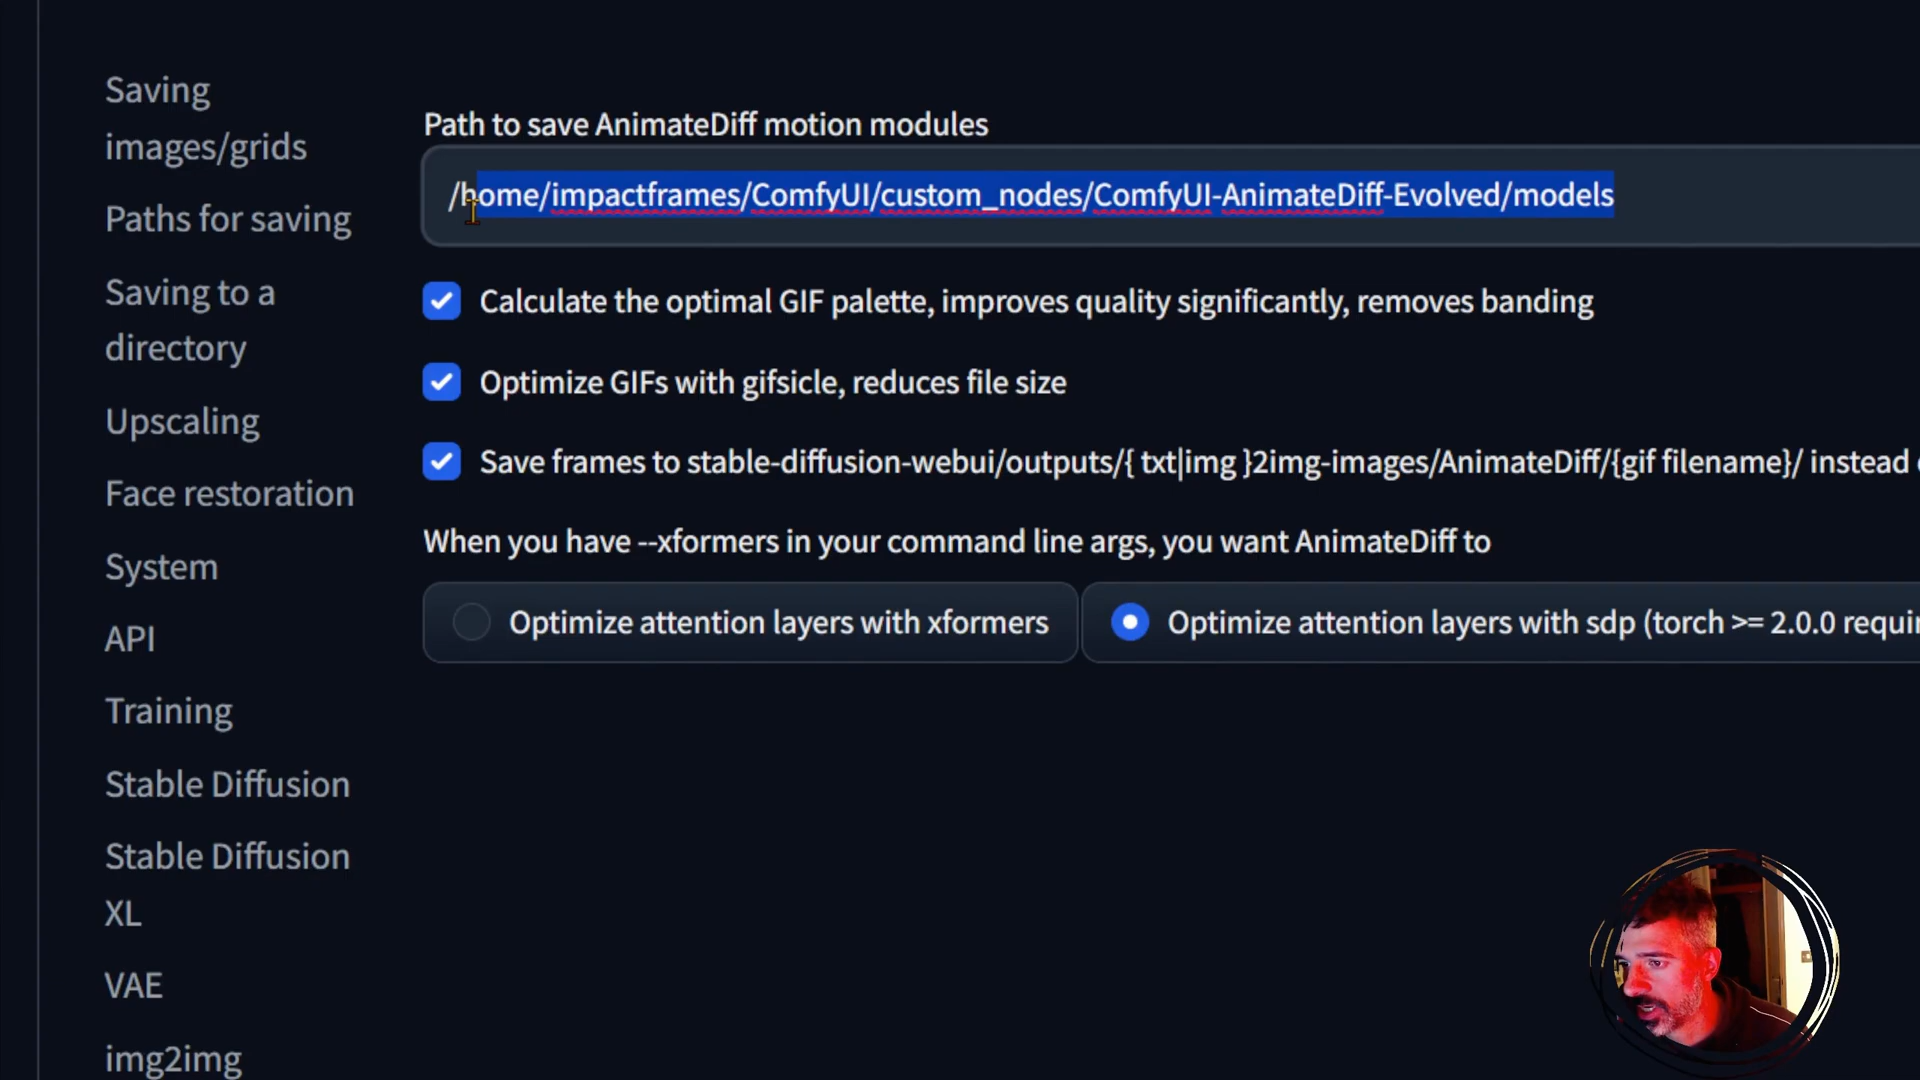 Saving
images/grids
Paths for saving
Saving to a
directory
Upscaling
Face restoration
System
API
Training
Stable Diffusion
Stable Diffusion
XL
VAE
img2img
Path to save AnimateDiff motion modules
/home/impactframes/ComfyUI/custom_nodes/ComfyUI-AnimateDiff-Evolved/models
Calculate the optimal GIF palette, improves quality significantly, removes banding
Optimize GIFs with gifsicle, reduces file size
Save frames to stable-diffusion-webui/outputs/{ txt|img }2img-images/AnimateDiff/{gif filename}/ instead
When you have --xformers in your command line args, you want AnimateDiff to
Optimize attention layers with xformers
Optimize attention layers with sdp (torch >= 2.0.0